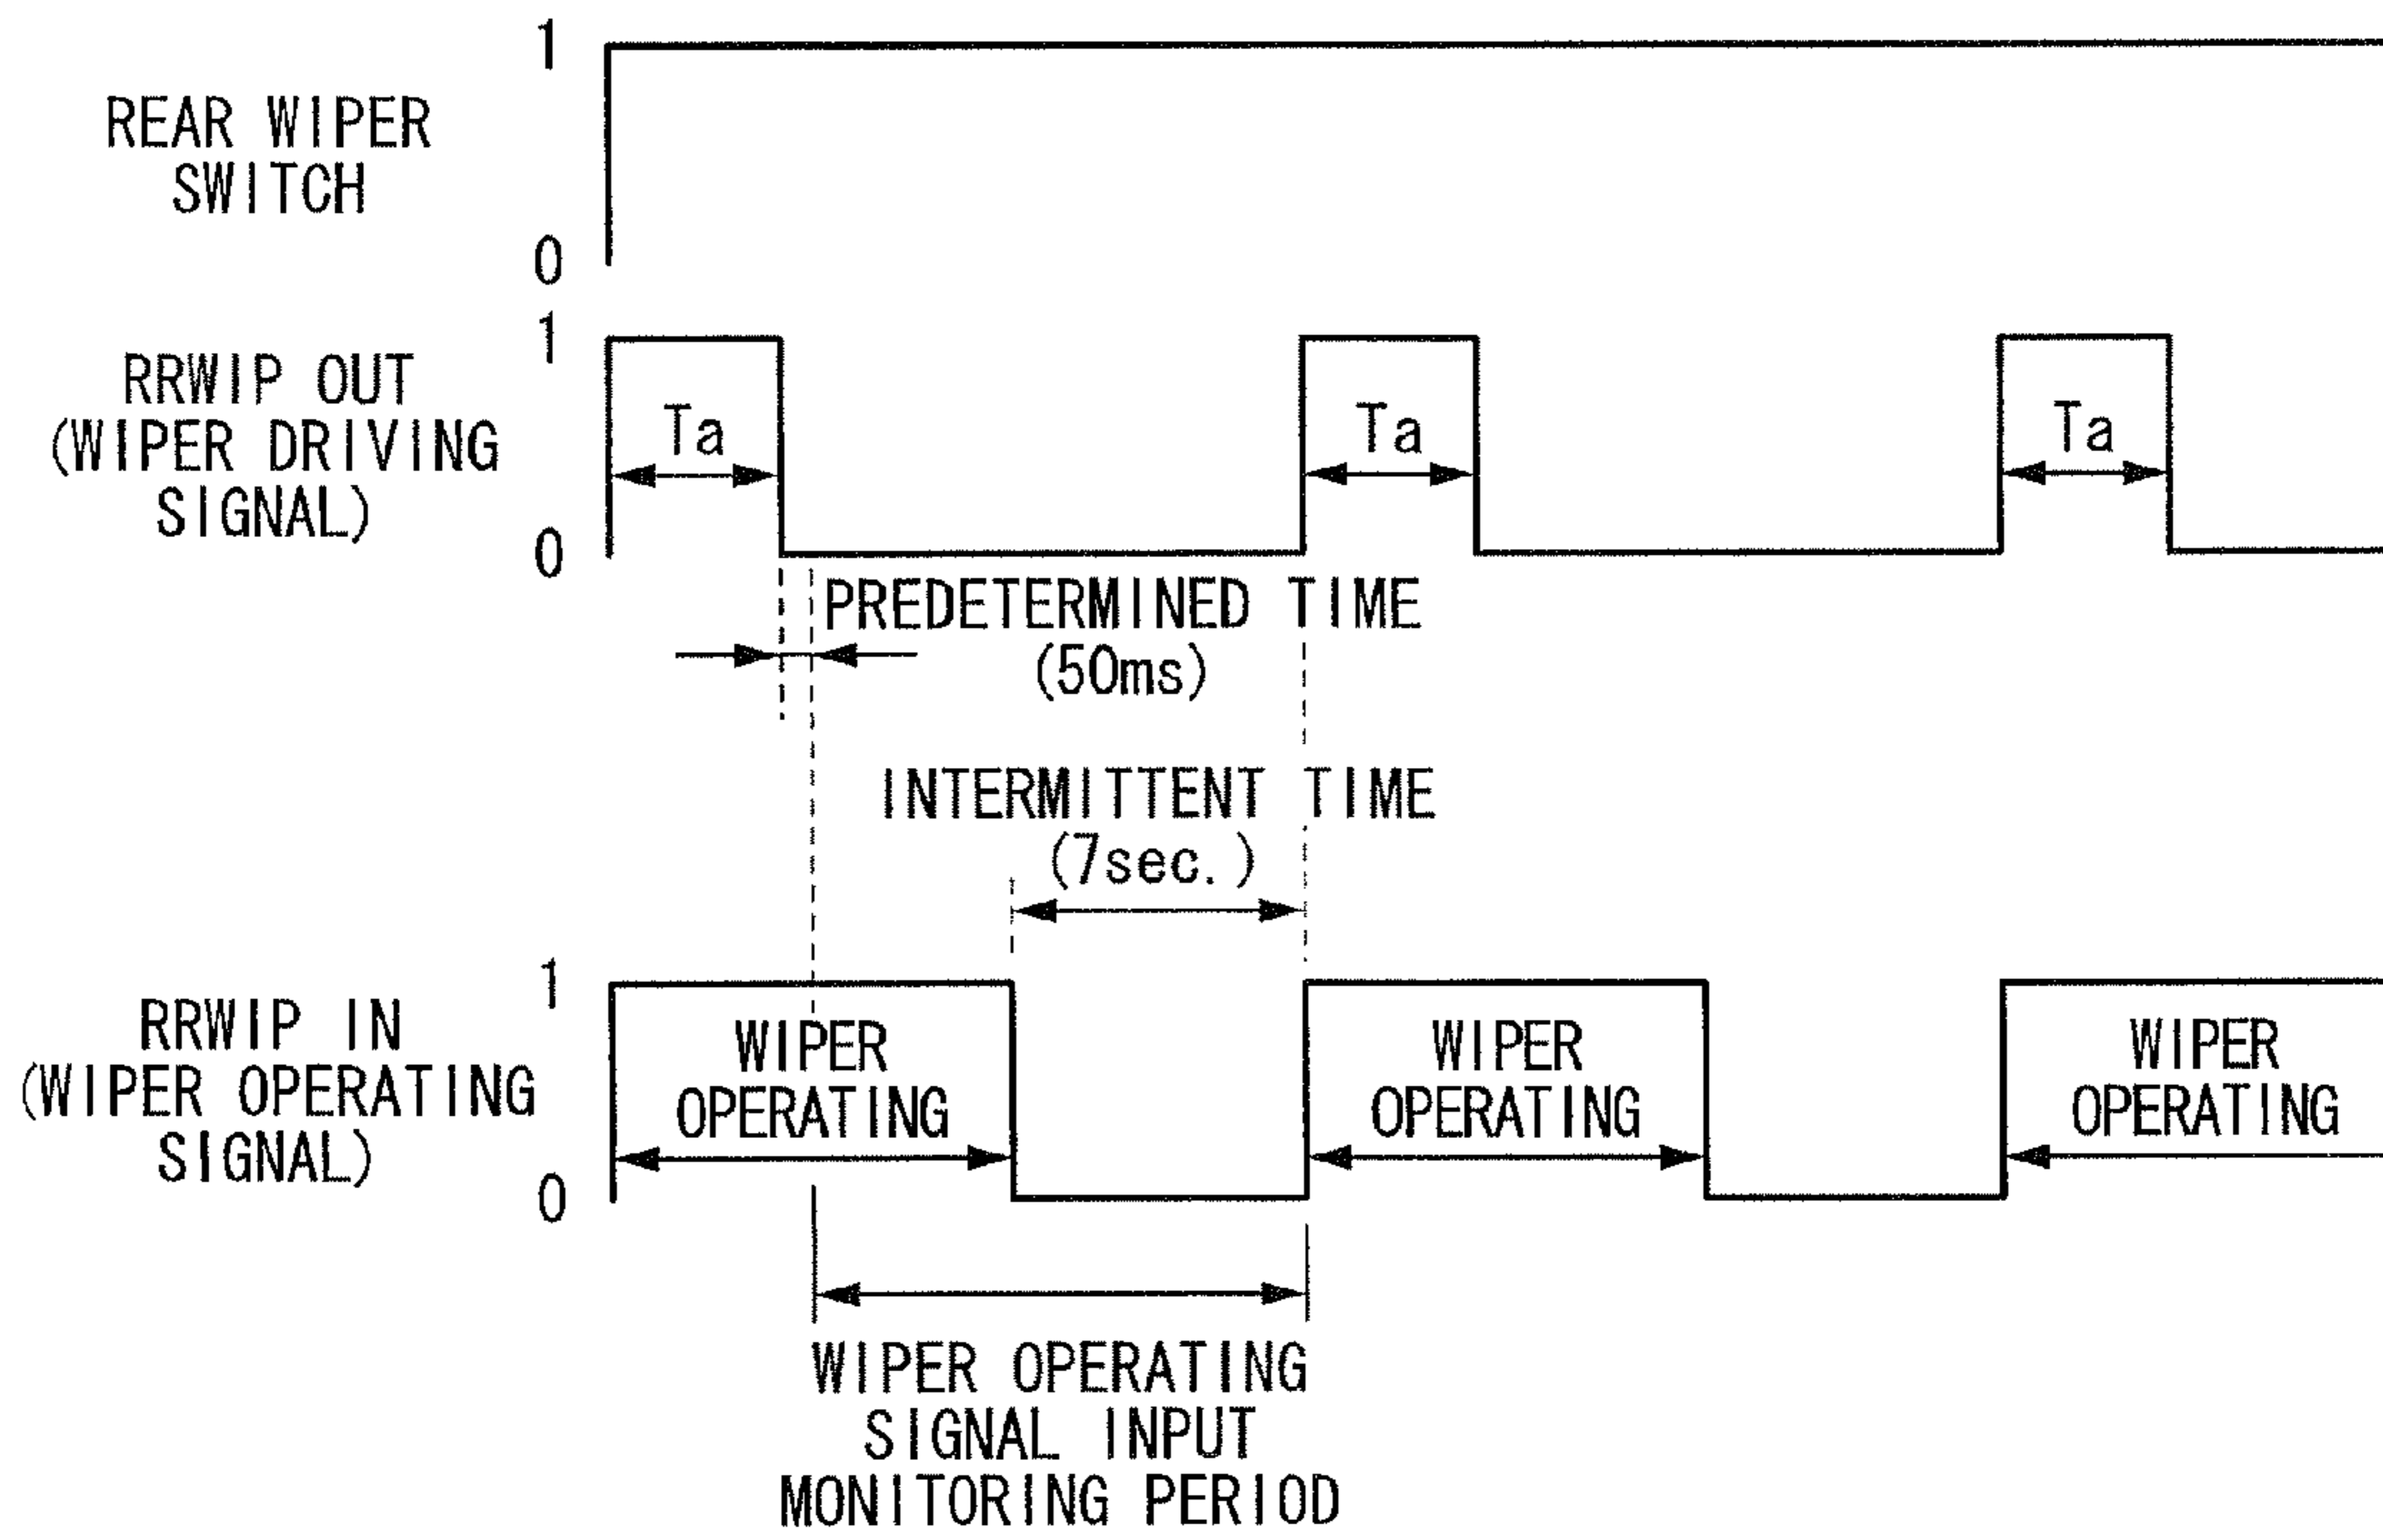 1
REAR WIPER
SWITCH
0
1
RRWIP OUT
(WIPER DRIVING
SIGNAL)
Ta
Ta
Ta
0
PREDETERMINED TIME
(50ms)
INTERMITTENT TIME
(7sec.)
1
RRWIP IN
(WIPER OPERATING
SIGNAL)
WIPER
OPERATING
WIPER
OPERATING
WIPER
OPERATING
0
WIPER OPERATING
SIGNAL INPUT
MONITORING PERIOD